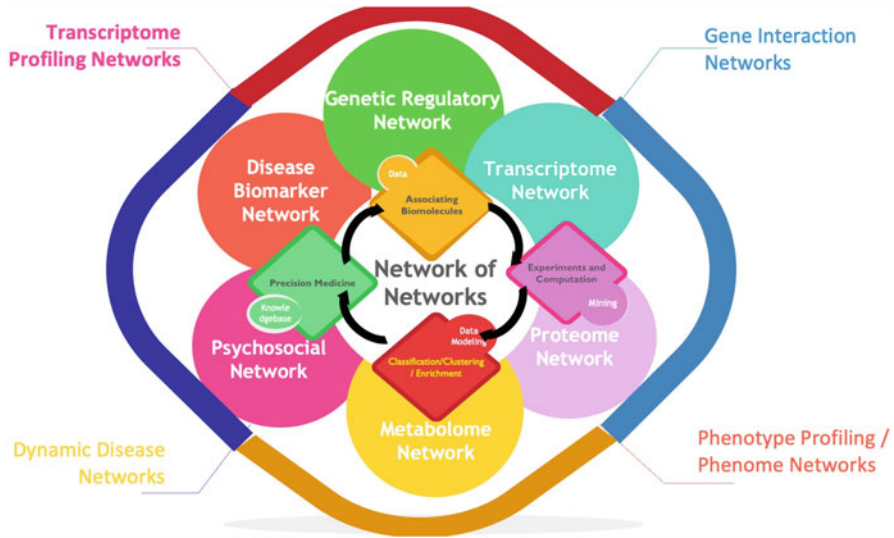 Transcriptome
Profiling Networks
Gene Interaction
Networks
Genetic Regulatory
Network
Disease
Biomarker
Network
Transcriptome
Network
Data
Associating
Biomolecules
Precision Medicine
Knowle
dgebase
Network of
Networks
Experiments and
Computation
Mining
Data
Modeling
Classification/Clustering
/ Enrichment
Psychosocial
Network
Proteome
Network
Metabolome
Network
Dynamic Disease
Networks
Phenotype Profiling /
Phenome Networks